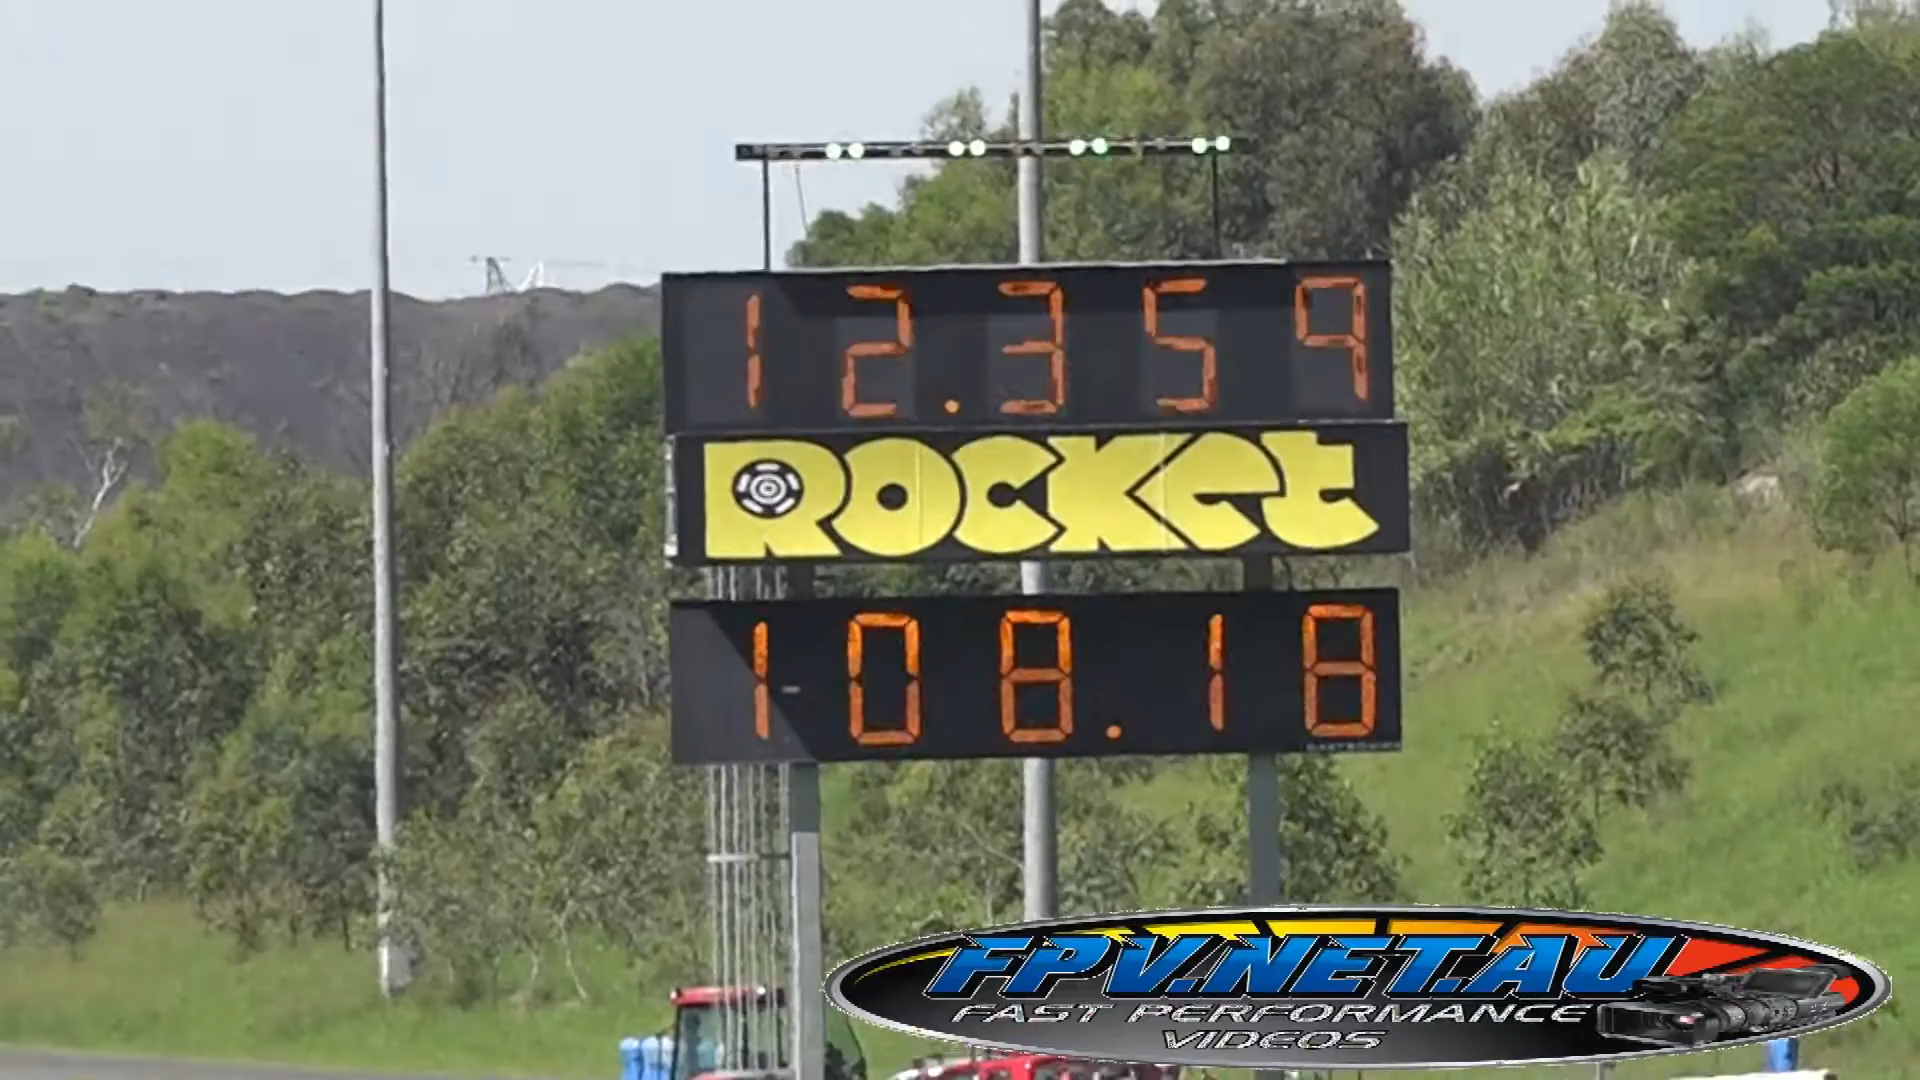 12.359
ROCKET
108.18
FPV.NET.AU
FAST PERFORMANCE
VIDEOS